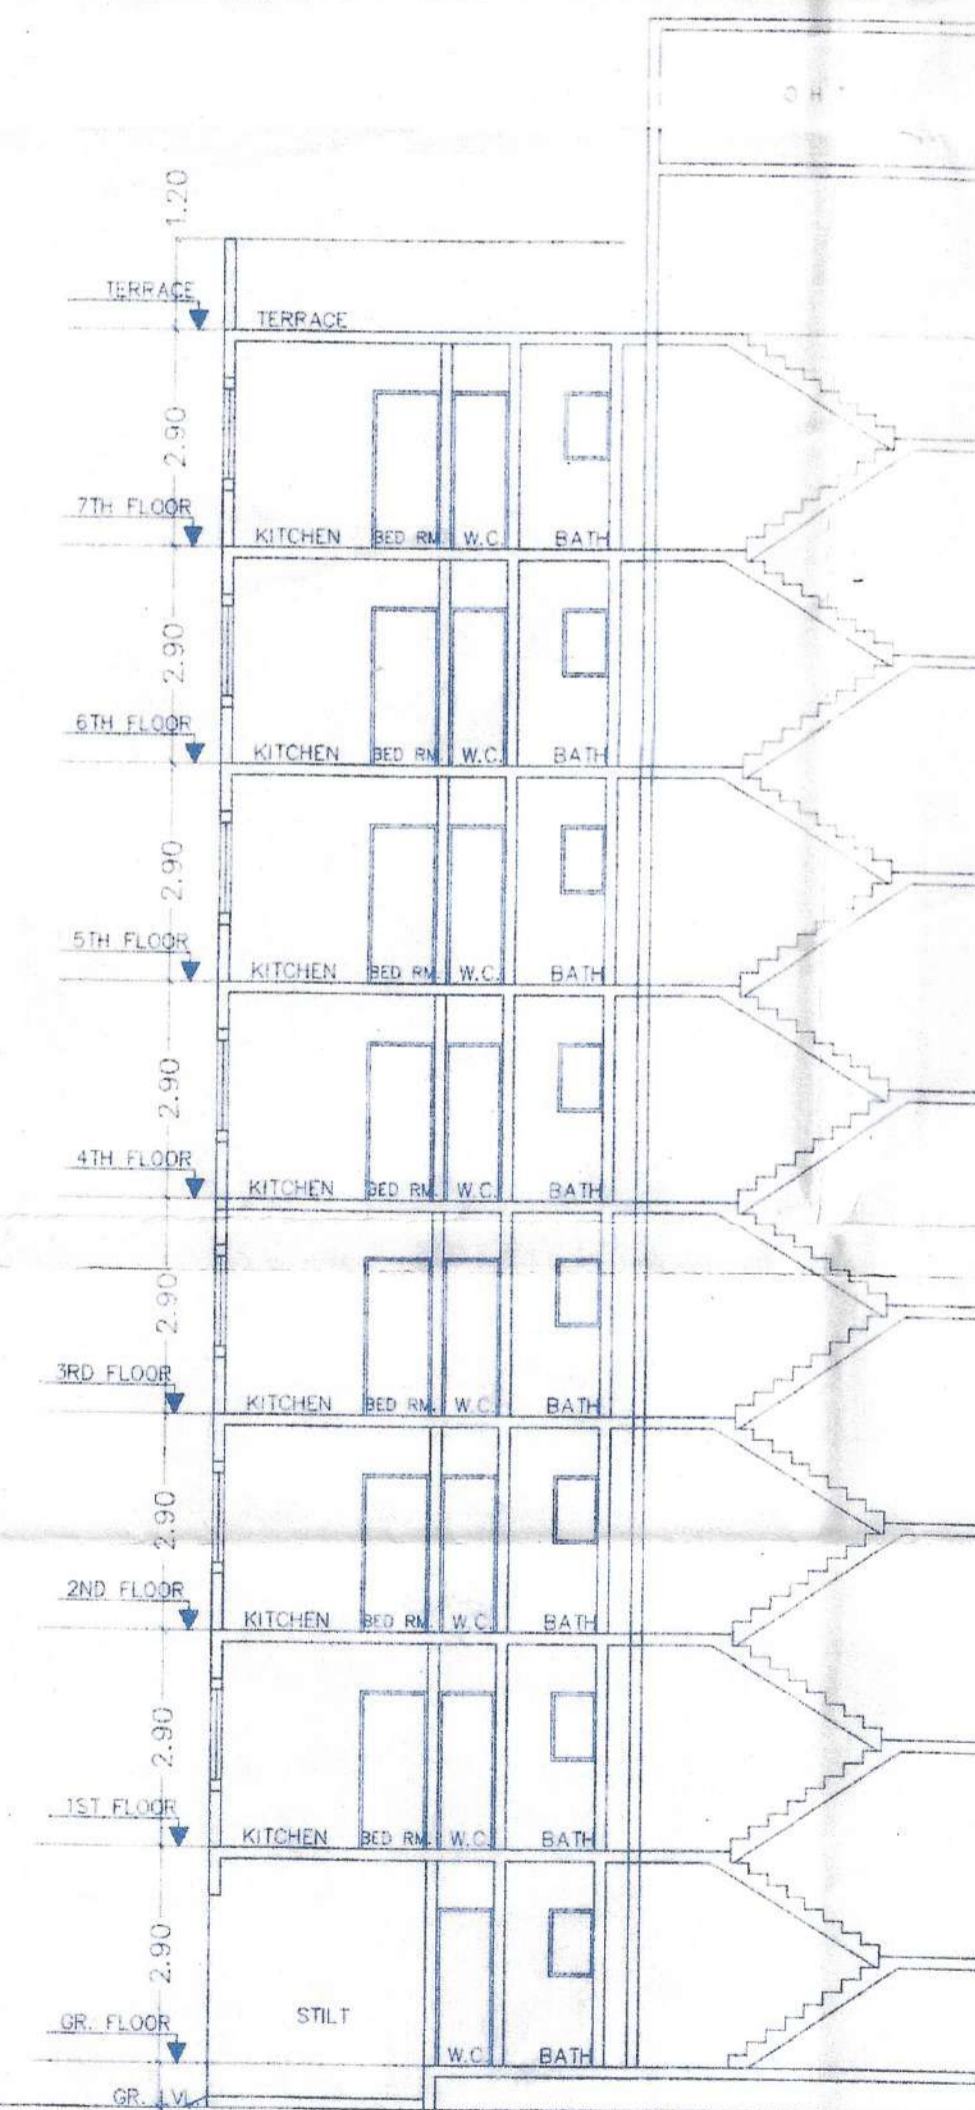 O H T
1.20
TERRACE
TERRACE
2.90
7TH FLOOR
KITCHEN BED RM. W.C. BATH
2.90
6TH FLOOR
KITCHEN BED RM. W.C. BATH
2.90
5TH FLOOR
KITCHEN BED RM. W.C. BATH
2.90
4TH FLOOR
KITCHEN BED RM. W.C. BATH
2.90
3RD FLOOR
KITCHEN BED RM. W.C. BATH
2.90
2ND FLOOR
KITCHEN BED RM. W.C. BATH
2.90
1ST FLOOR
KITCHEN BED RM. W.C. BATH
2.90
STILT
GR. FLOOR
W.C. BATH
GR. LVL.